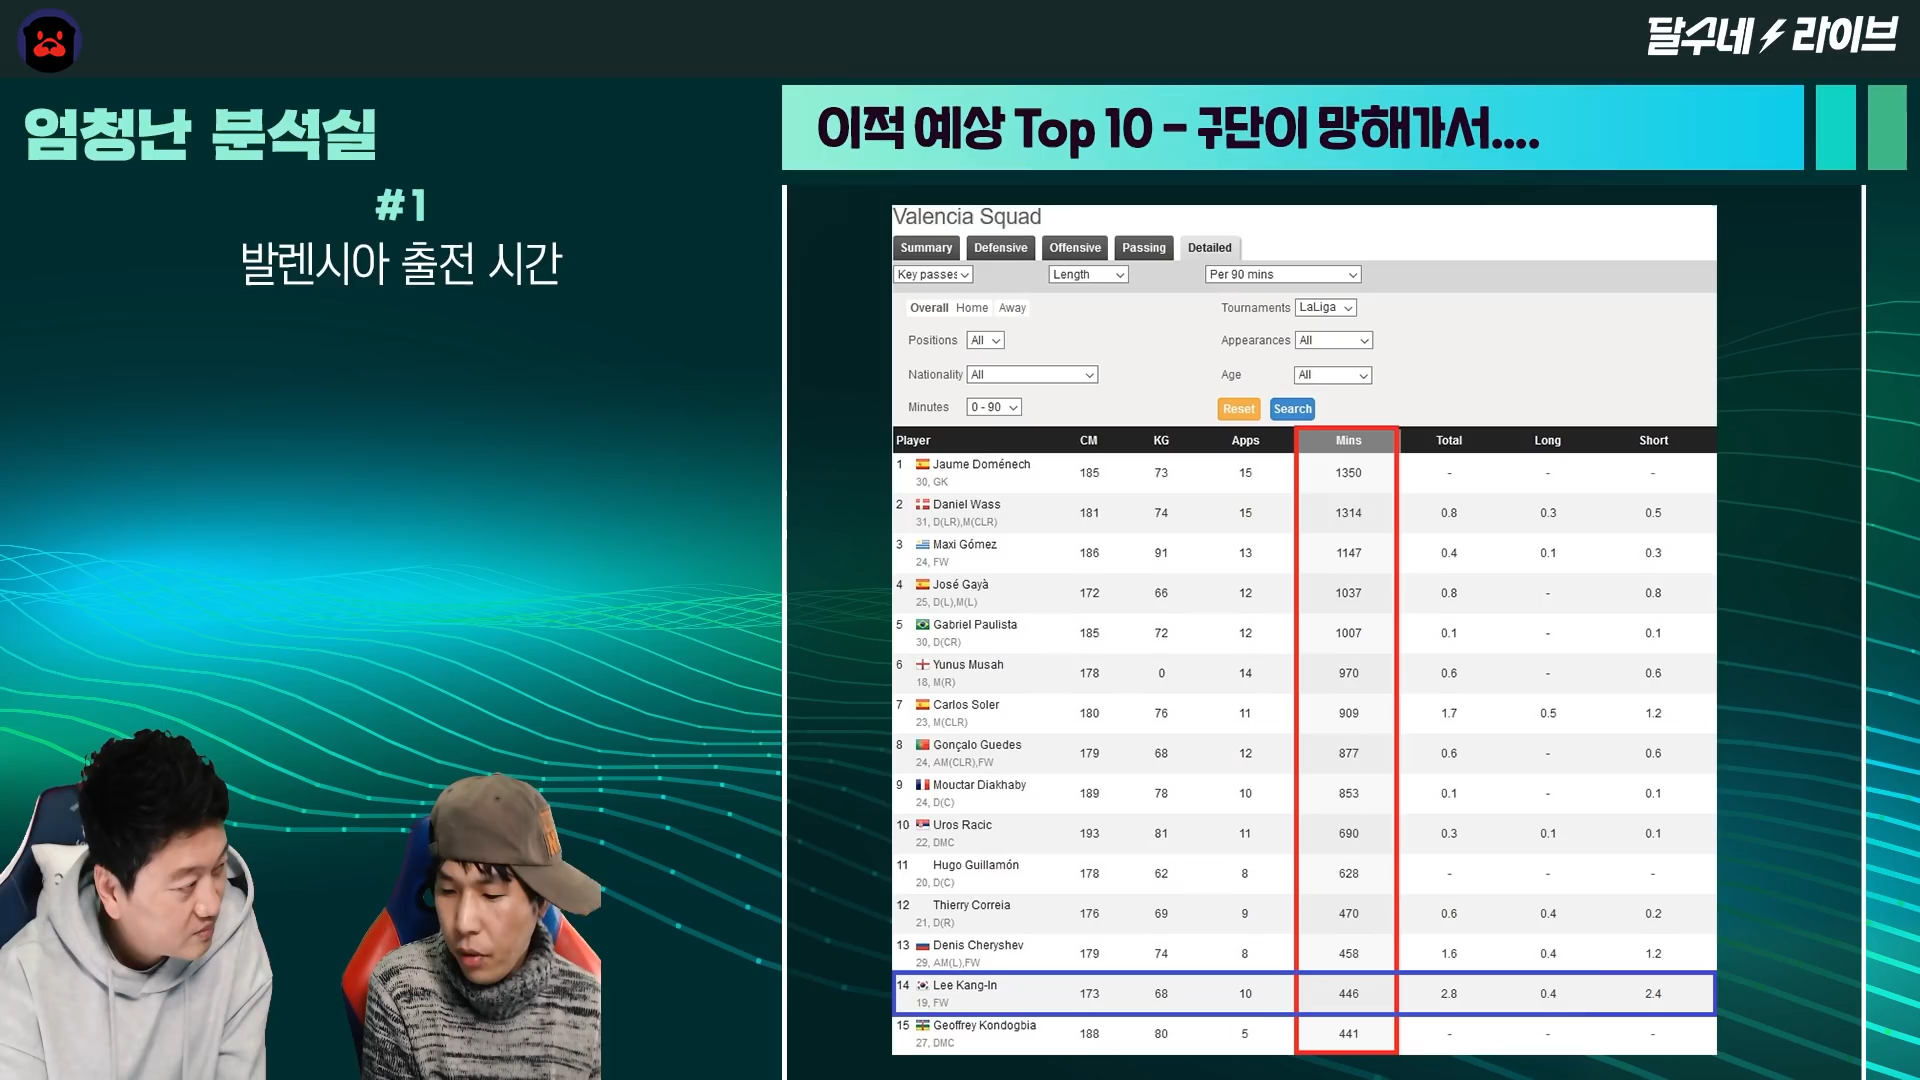 달수네 라이브
엄청난 분석실
이적 예상 Top 10 - 구단이 망해가서....
#1
발렌시아 출전 시간
Valencia Squad
Summary Defensive Offensive Passing Detailed
Key passes Length Per 90 mins
Overall Home Away Tournaments LaLiga
Positions All Appearances All
Nationality All Age All
Minutes 0 - 90 Reset Search
Player CM KG Apps Mins Total Long Short
1 Jaume Doménech 185 73 15 1350 - - -
30, GK
2 Daniel Wass 181 74 15 1314 0.8 0.3 0.5
31, D(LR),M(CLR)
3 Maxi Gómez 186 91 13 1147 0.4 0.1 0.3
24, FW
4 José Gayà 172 66 12 1037 0.8 - 0.8
25, D(L),M(L)
5 Gabriel Paulista 185 72 12 1007 0.1 - 0.1
30, D(CR)
6 Yunus Musah 178 0 14 970 0.6 - 0.6
18, M(R)
7 Carlos Soler 180 76 11 909 1.7 0.5 1.2
23, M(CLR)
8 Gonçalo Guedes 179 68 12 877 0.6 - 0.6
24, AM(CLR),FW
9 Mouctar Diakhaby 189 78 10 853 0.1 - 0.1
24, D(C)
10 Uros Racic 193 81 11 690 0.3 0.1 0.1
22, DMC
11 Hugo Guillamón 178 62 8 628 - - -
20, D(C)
12 Thierry Correia 176 69 9 470 0.6 0.4 0.2
21, D(R)
13 Denis Cheryshev 179 74 8 458 1.6 0.4 1.2
29, AM(L),FW
14 Lee Kang-In 173 68 10 446 2.8 0.4 2.4
19, FW
15 Geoffrey Kondogbia 188 80 5 441 - - -
27, DMC